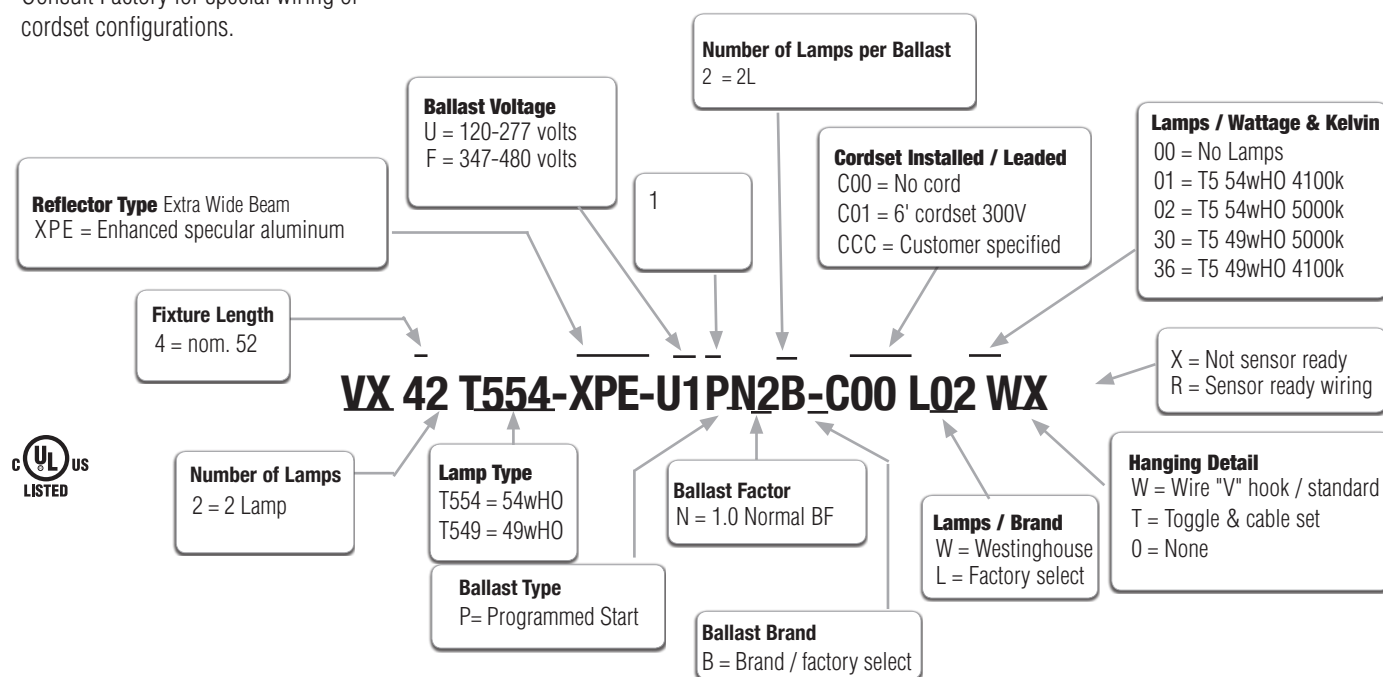 cordset configurations.
Number of Lamps per Ballast
2 = 2L
Ballast Voltage
U = 120-277 volts
F = 347-480 volts
Lamps / Wattage & Kelvin
00 = No Lamps
01 = T5 54wHO 4100k
02 = T5 54wHO 5000k
30 = T5 49wHO 5000k
36 = T5 49wHO 4100k
Cordset Installed / Leaded
C00 = No cord
C01 = 6' cordset 300V
CCC = Customer specified
1
Reflector Type Extra Wide Beam
XPE = Enhanced specular aluminum
Fixture Length
4 = nom. 52
X = Not sensor ready
R = Sensor ready wiring
VX 42 T554-XPE-U1PN2B-C00 L02 WX
C UL US
LISTED
Number of Lamps
2 = 2 Lamp
Lamp Type
T554 = 54wHO
T549 = 49wHO
Ballast Factor
N = 1.0 Normal BF
Lamps / Brand
W = Westinghouse
L = Factory select
Hanging Detail
W = Wire "V" hook / standard
T = Toggle & cable set
0 = None
Ballast Type
P= Programmed Start
Ballast Brand
B = Brand / factory select